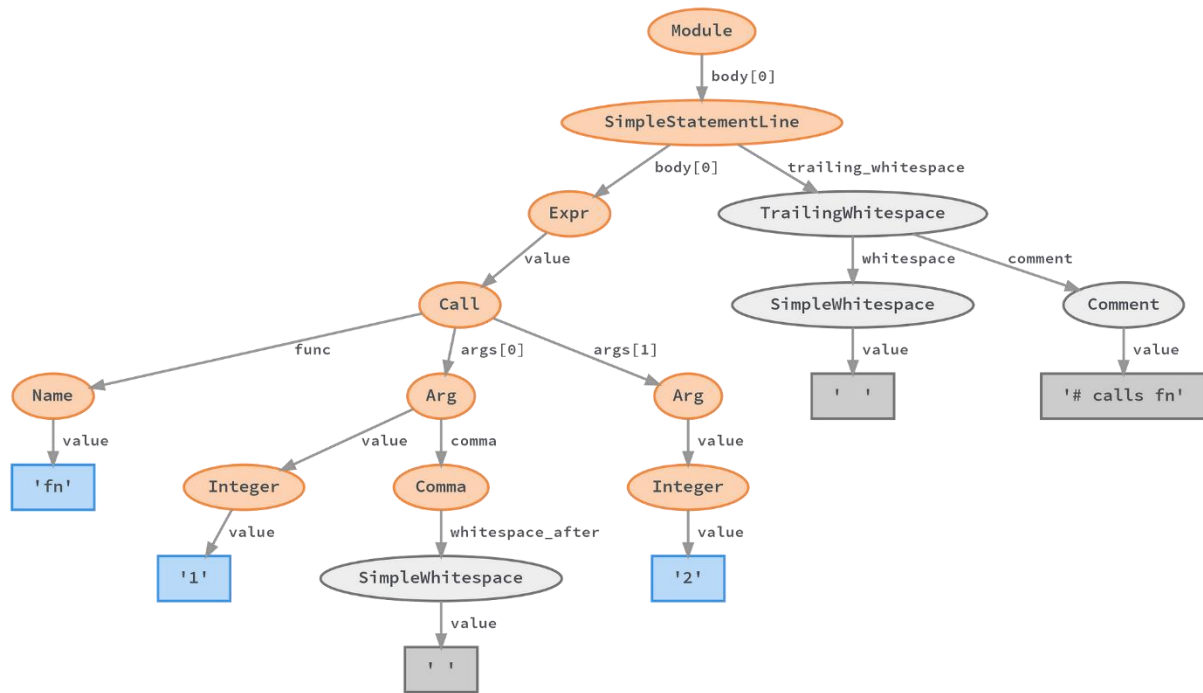 Module
body[0]
SimpleStatementLine
body[0]
trailing_whitespace
Expr
TrailingWhitespace
value
whitespace
comment
Call
SimpleWhitespace
Comment
func
args[0]
args[1]
value
value
Name
Arg
Arg
'  '
'# calls fn'
value
value
comma
value
'fn'
Integer
Comma
Integer
value
whitespace_after
value
'1'
SimpleWhitespace
'2'
value
' '